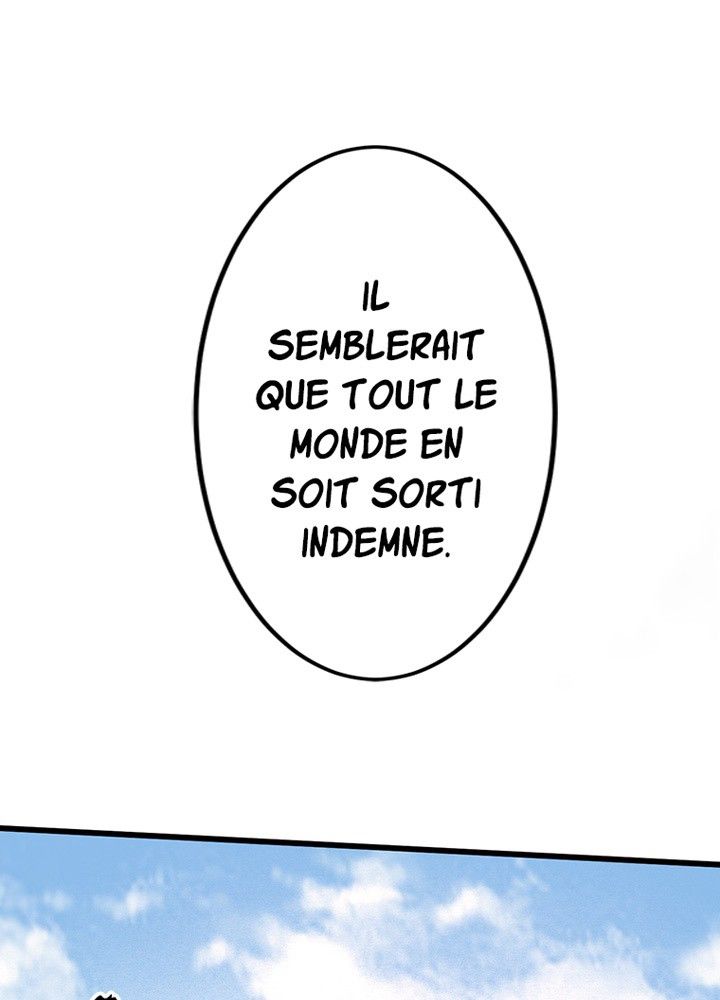 IL
SEMBLERAIT
QUE TOUT LE
MONDE EN
SOIT SORTI
INDEMNE.